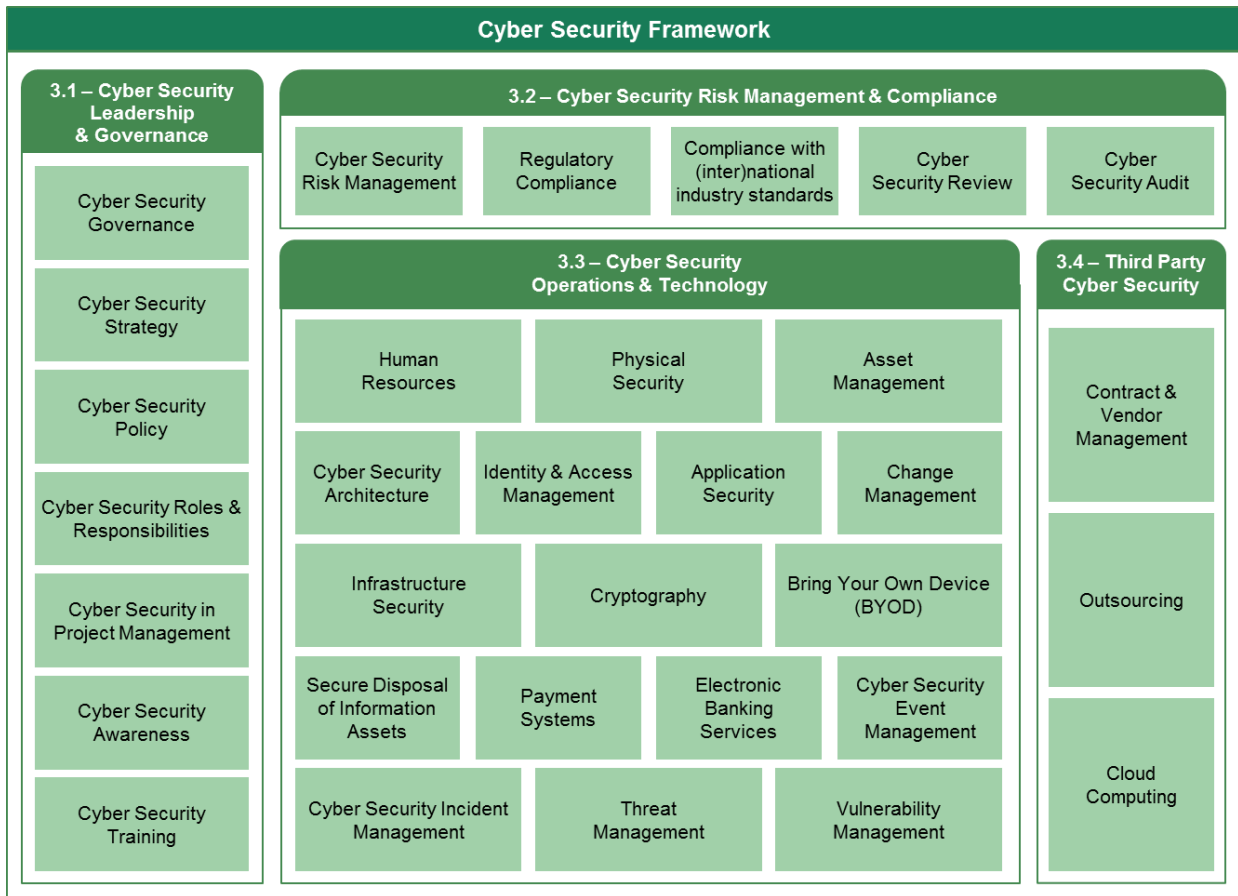 Cyber Security Framework
3.1 – Cyber Security
Leadership
& Governance
Cyber Security
Governance
Cyber Security
Strategy
Cyber Security
Policy
Cyber Security Roles &
Responsibilities
Cyber Security in
Project Management
Cyber Security
Awareness
Cyber Security
Training
3.2 – Cyber Security Risk Management & Compliance
Cyber Security
Risk Management
Regulatory
Compliance
Compliance with
(inter)national
industry standards
Cyber
Security Review
Cyber
Security Audit
3.3 – Cyber Security
Operations & Technology
Human
Resources
Physical
Security
Asset
Management
Cyber Security
Architecture
Identity & Access
Management
Application
Security
Change
Management
Infrastructure
Security
Cryptography
Bring Your Own Device
(BYOD)
Secure Disposal
of Information
Assets
Payment
Systems
Electronic
Banking
Services
Cyber Security
Event
Management
Cyber Security Incident
Management
Threat
Management
Vulnerability
Management
3.4 – Third Party
Cyber Security
Contract &
Vendor
Management
Outsourcing
Cloud
Computing